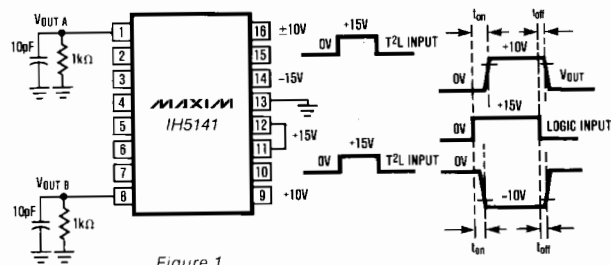 VOUT A
10pF
1kΩ
VOUT B
10pF
1kΩ
1
2
3
4
5
6
7
8
MAXIM
IH5141
16
15
14
13
12
11
10
9
±10V
-15V
+15V
+10V
0V
+15V
T²L INPUT
0V
+15V
T²L INPUT
ton
toff
+10V
0V
VOUT
+15V
0V
LOGIC INPUT
0V
-10V
ton
toff
Figure 1